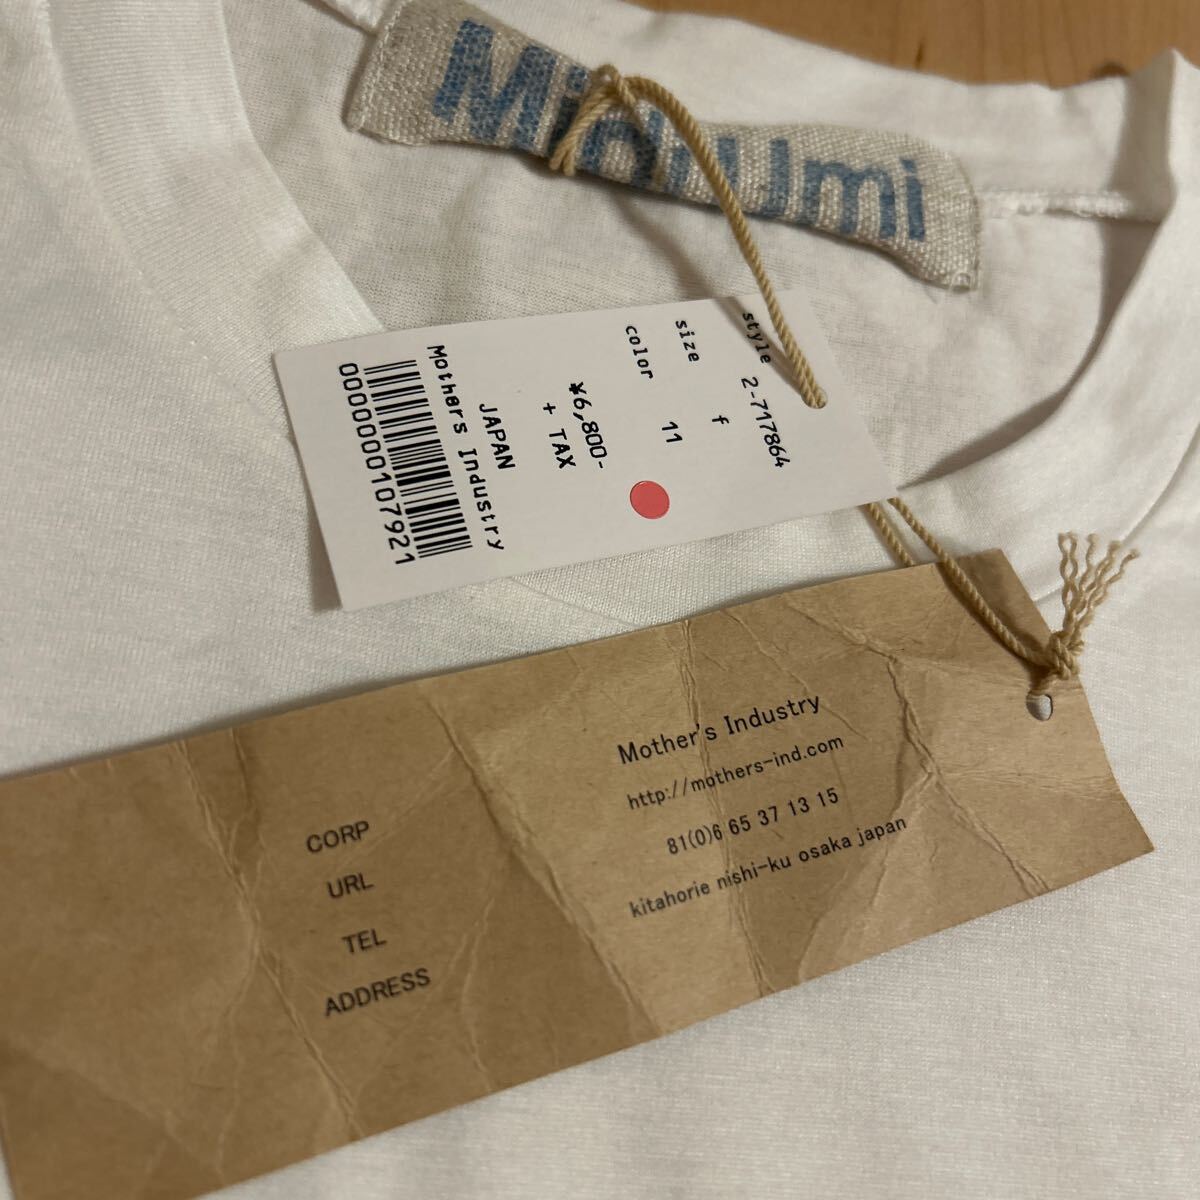 MidiUmi
style 2-717864
size f
color 11
¥6,800-
+ TAX
JAPAN
Mothers Industry
0000000107921
CORP Mother's Industry
URL http://mothers-ind.com
TEL 81(0)6 65 37 13 15
ADDRESS kitahorie nishi-ku osaka japan